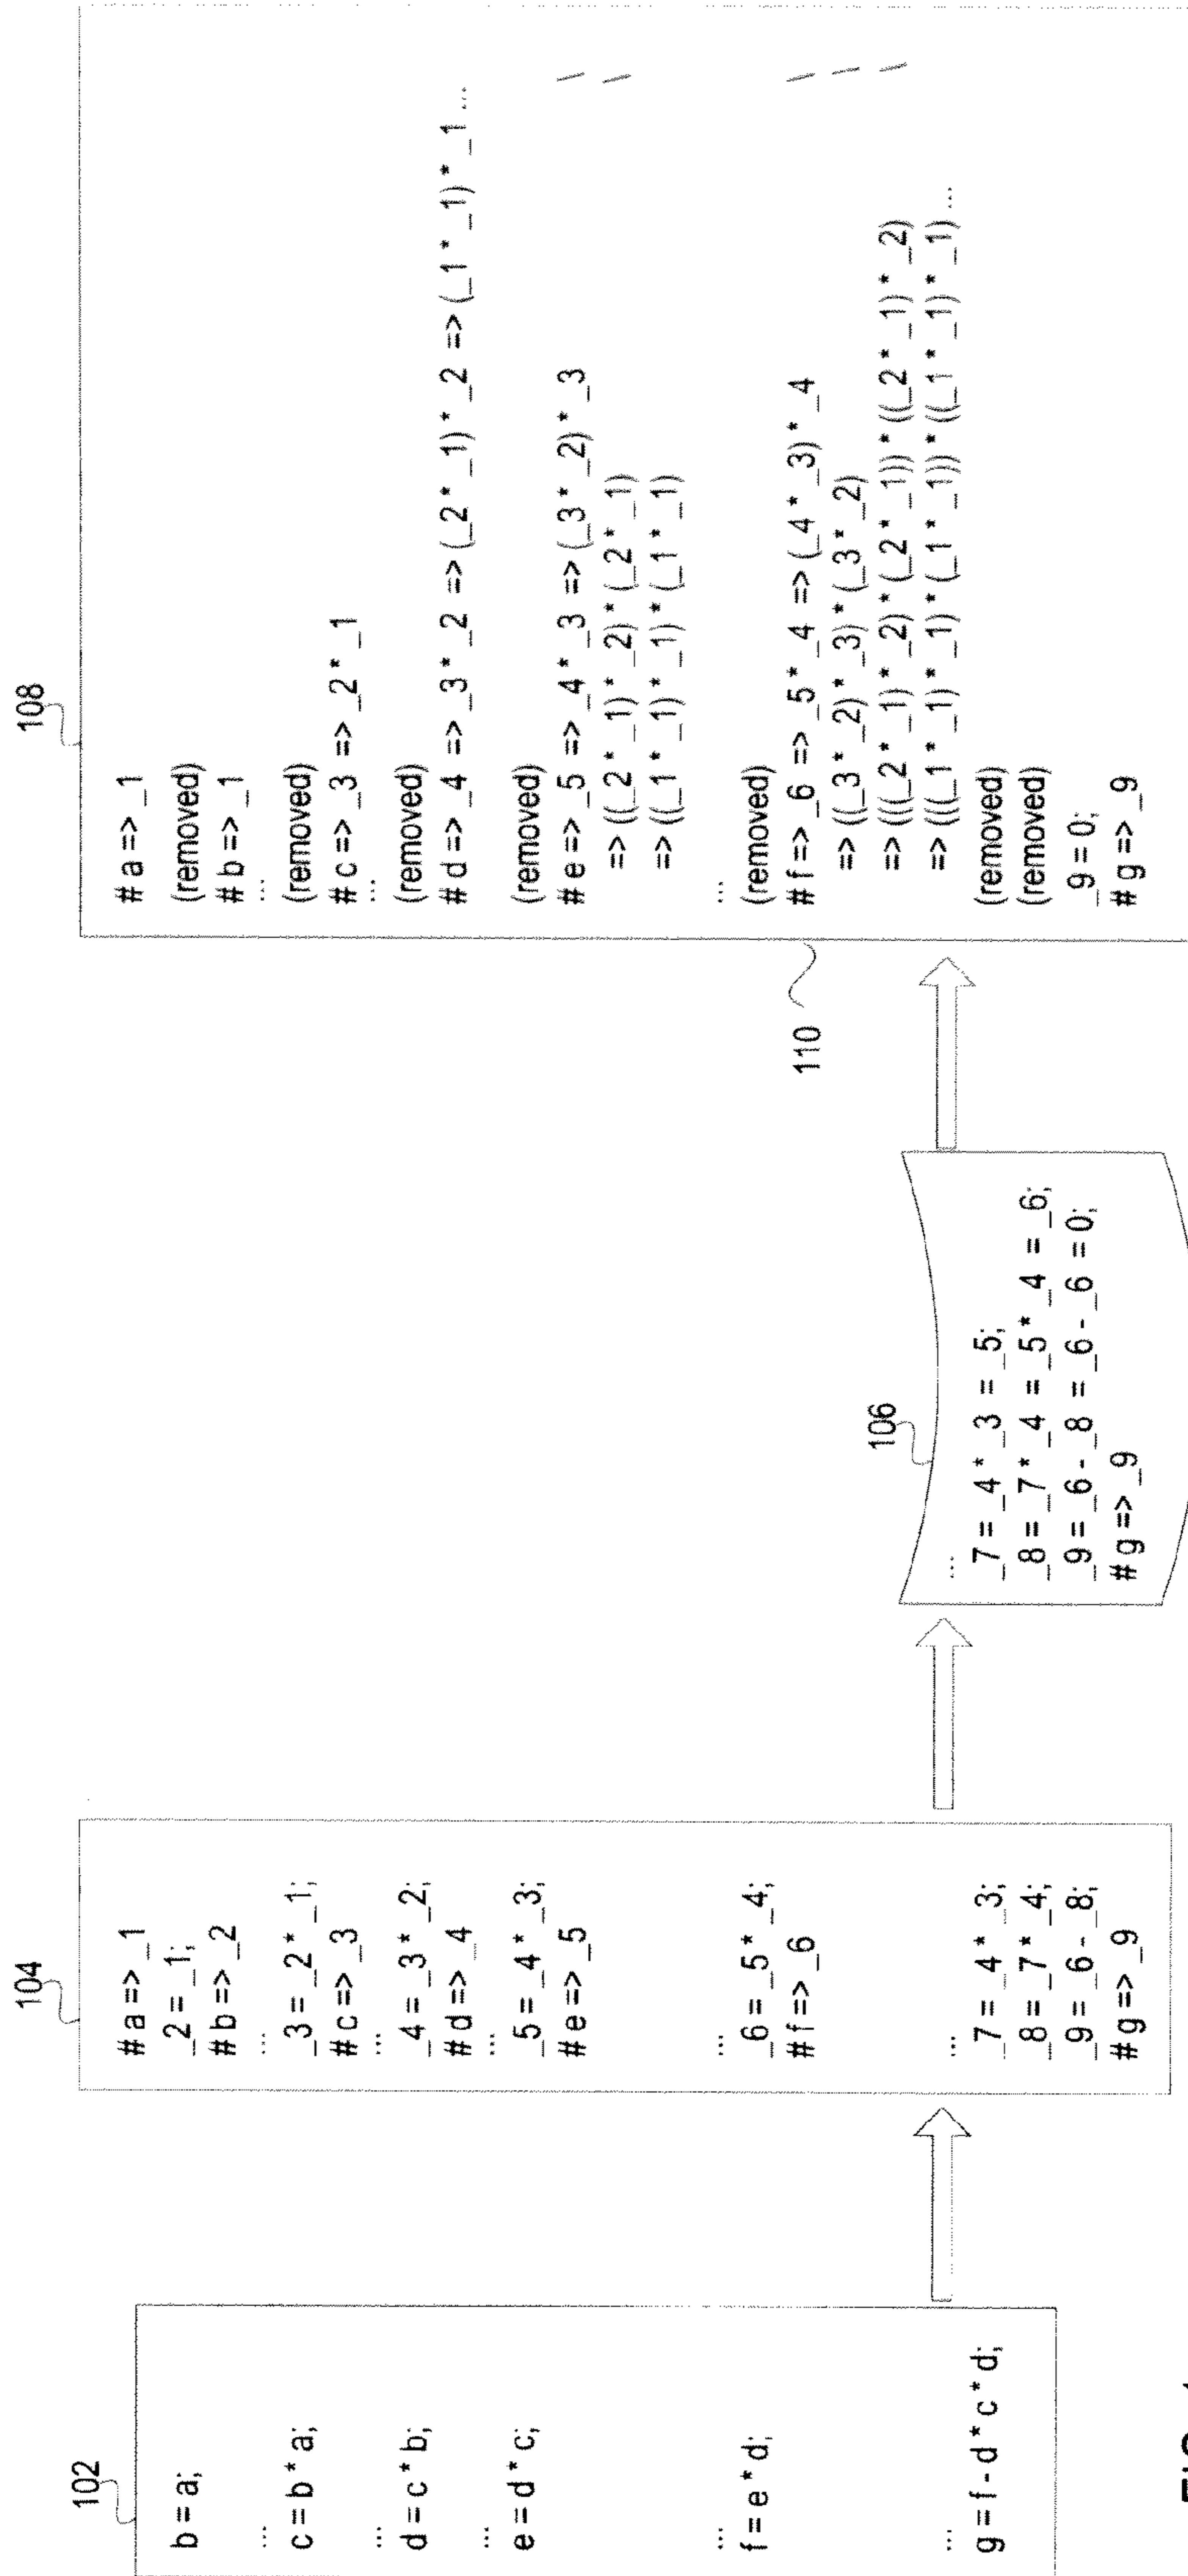 102
b = a;
...
c = b * a;
...
d = c * b;
...
e = d * c;
...
f = e * d;
...
g = f - d * c * d;
104
# a => _1
_2 = _1;
# b => _2
...
_3 = _2 * _1;
# c => _3
...
_4 = _3 * _2;
# d => _4
...
_5 = _4 * _3;
# e => _5
...
_6 = _5 * _4;
# f => _6
...
_7 = _4 * _3;
_8 = _7 * _4;
_9 = _6 - _8;
# g => _9
106
...
_7 = _4 * _3 = _5;
_8 = _7 * _4 = _5 * _4 = _6;
_9 = _6 - _8 = _6 - _6 = 0;
# g => _9
108
# a => _1
(removed)
# b => _1
...
(removed)
# c => _3 => _2 * _1
...
(removed)
# d => _4 => _3 * _2 => (_2 * _1) * _2 => (_1 * _1) * _1 ...
(removed)
# e => _5 => _4 * _3 => (_3 * _2) * _3
=> ((_2 * _1) * _2) * (_2 * _1)
=> ((_1 * _1) * _1) * (_1 * _1)
...
(removed)
# f => _6 => _5 * _4 => (_4 * _3) * _4
=> ((_3 * _2) * _3) * (_3 * _2)
=> (((_2 * _1) * _2) * (_2 * _1)) * ((_2 * _1) * _2)
=> (((_1 * _1) * _1) * (_1 * _1)) * ((_1 * _1) * _1) ...
(removed)
(removed)
_9 = 0;
# g => _9
110